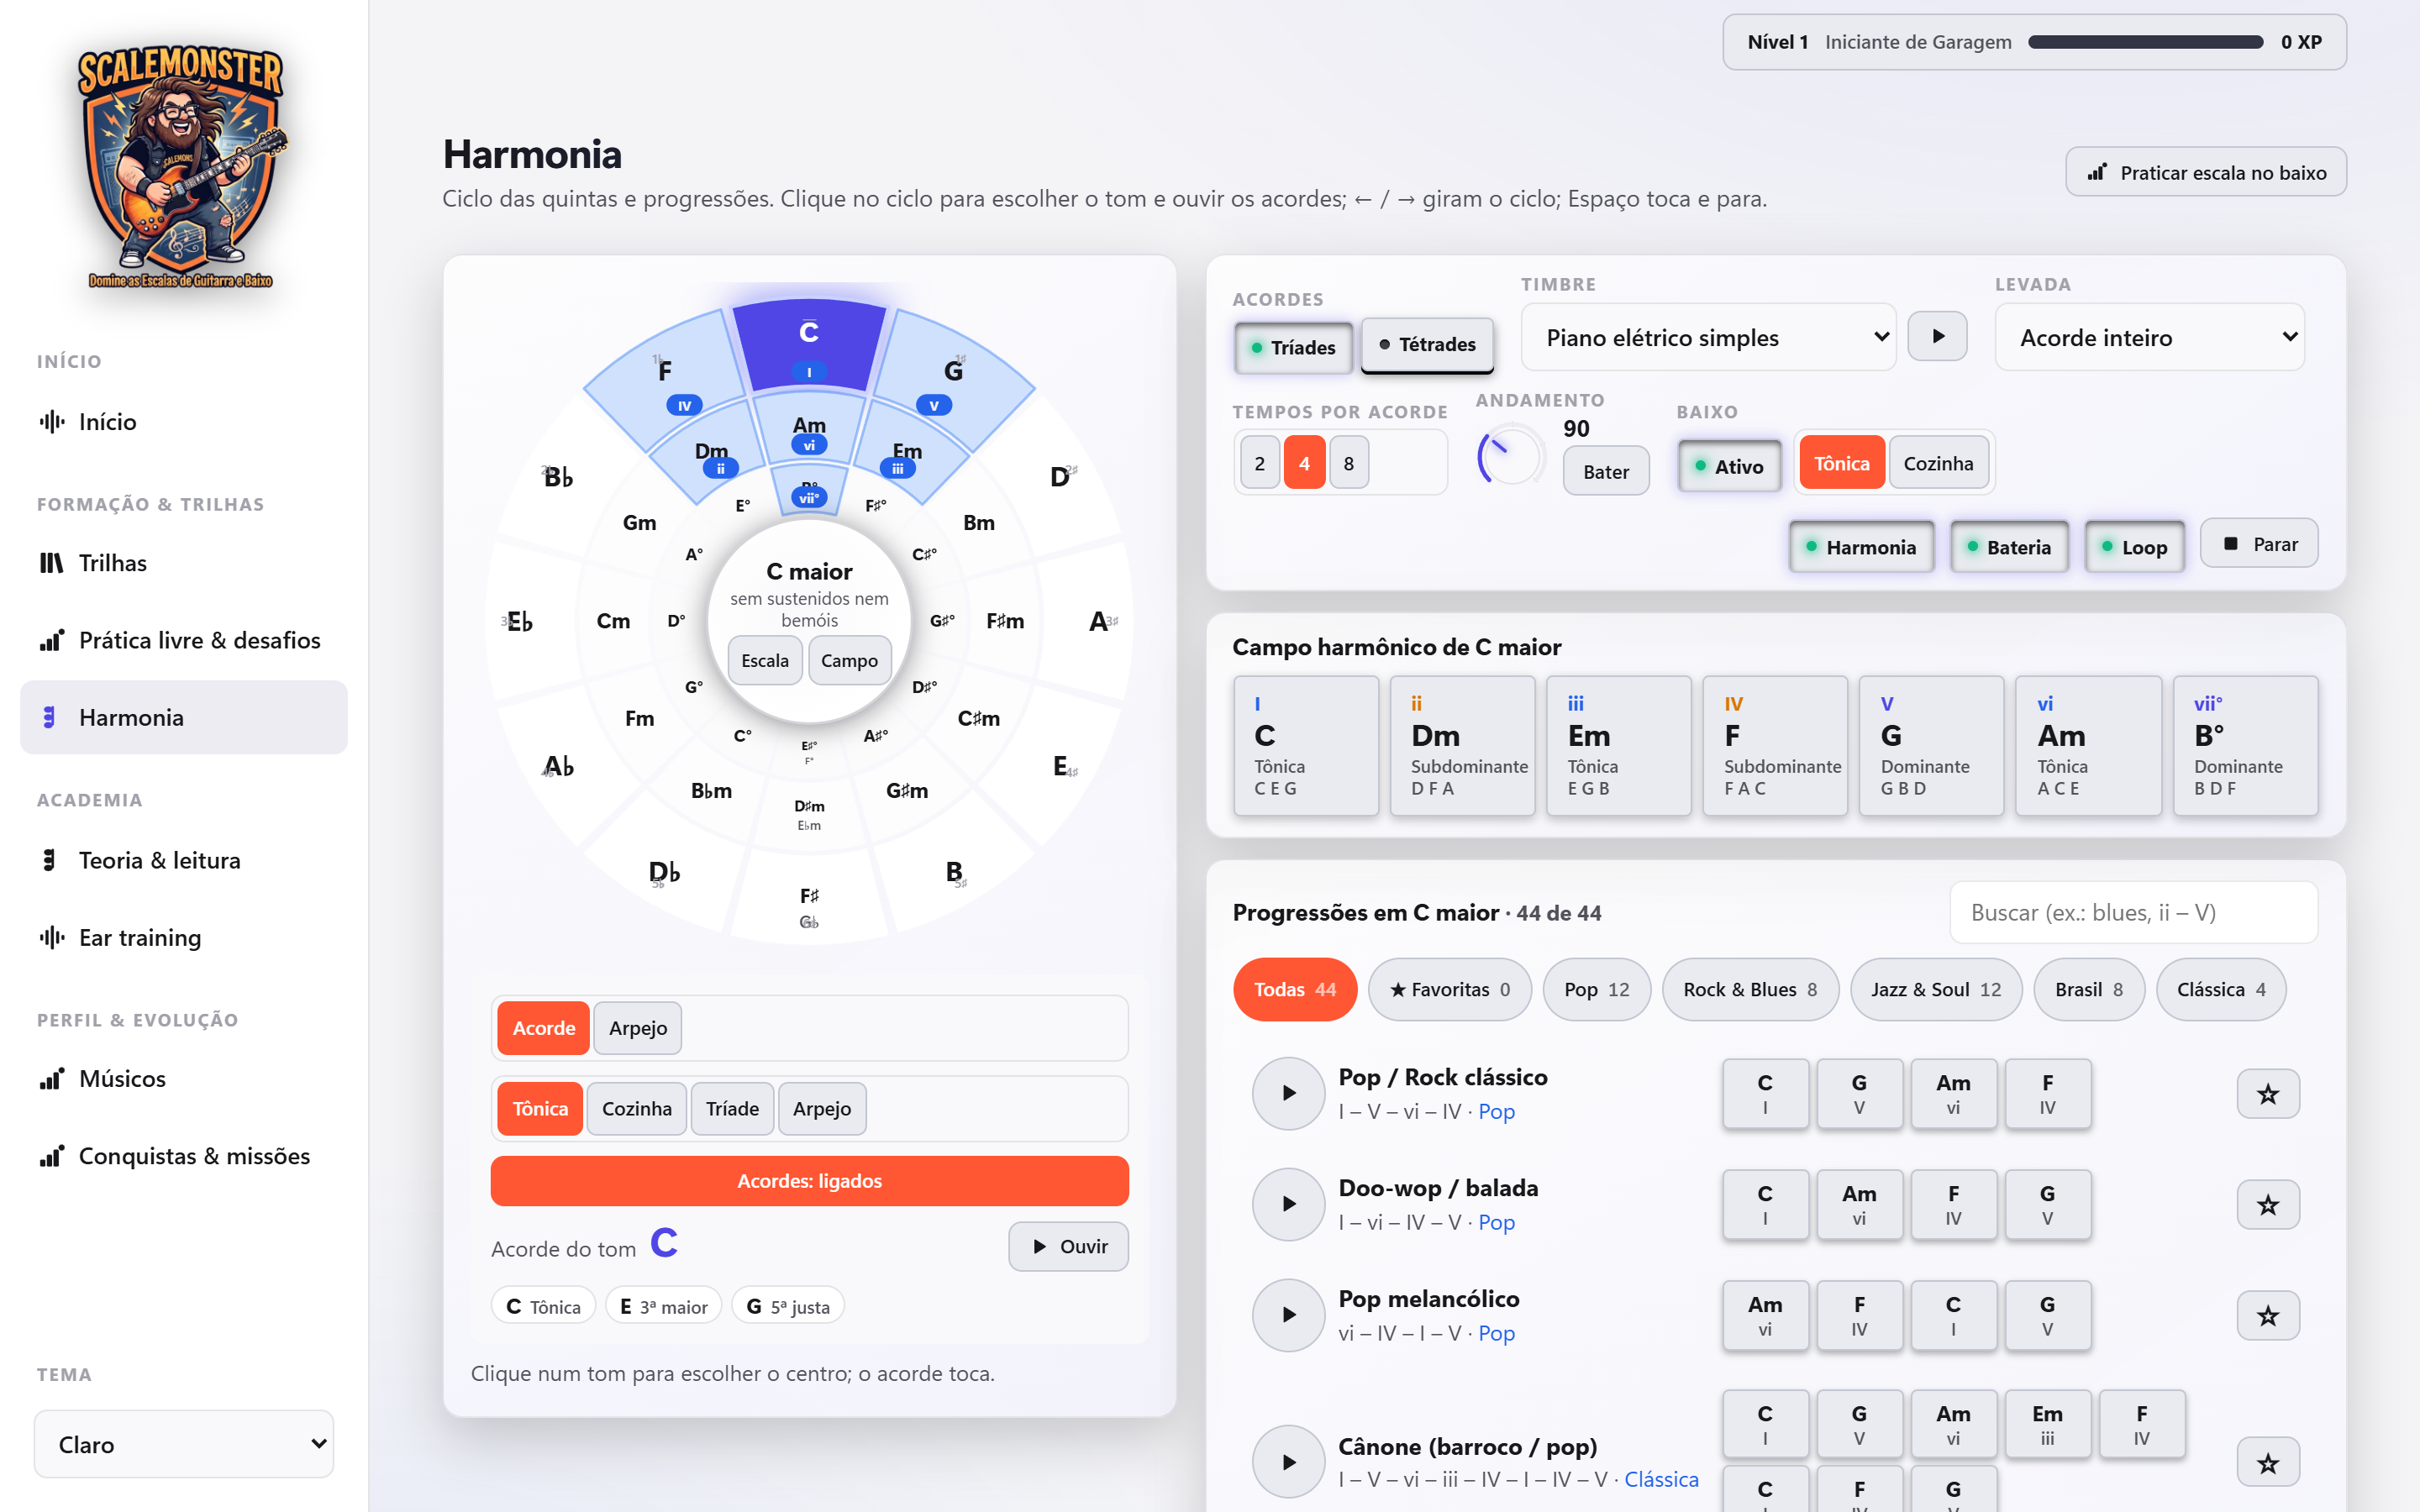 SCALEMONSTER
SCALEMONS
Domine as Escalas de Guitarra e Baixo
INÍCIO
Início
FORMAÇÃO & TRILHAS
Trilhas
Prática livre & desafios
Harmonia
ACADEMIA
Teoria & leitura
Ear training
PERFIL & EVOLUÇÃO
Músicos
Conquistas & missões
TEMA
Claro
Nível 1 Iniciante de Garagem 0 XP
Harmonia
Ciclo das quintas e progressões. Clique no ciclo para escolher o tom e ouvir os acordes; ← / → giram o ciclo; Espaço toca e para.
Praticar escala no baixo
C
I
1♭
F
IV
1♯
G
V
Am
vi
Dm
ii
Em
iii
vii°
B♭
D 2♯
Gm
E°
F♯°
Bm
A°
C♯°
E♭
Cm
D°
G♯°
F♯m
A 3♯
C maior
sem sustenidos nem
bemóis
Escala
Campo
G°
D♯°
Fm
C♯m
C°
A♯°
A♭
E♯°
F°
E 4♯
B♭m
G♯m
D♯m
E♭m
D♭
5♭
B
5♯
F♯
G♭
Acorde Arpejo
Tônica Cozinha Tríade Arpejo
Acordes: ligados
Acorde do tom C
Ouvir
C Tônica E 3ª maior G 5ª justa
Clique num tom para escolher o centro; o acorde toca.
ACORDES
Tríades Tétrades
TIMBRE
Piano elétrico simples
LEVADA
Acorde inteiro
TEMPOS POR ACORDE
2 4 8
ANDAMENTO
90
Bater
BAIXO
Ativo
Tônica Cozinha
Harmonia Bateria Loop Parar
Campo harmônico de C maior
I
C
Tônica
C E G
ii
Dm
Subdominante
D F A
iii
Em
Tônica
E G B
IV
F
Subdominante
F A C
V
G
Dominante
G B D
vi
Am
Tônica
A C E
vii°
B°
Dominante
B D F
Progressões em C maior · 44 de 44
Buscar (ex.: blues, ii – V)
Todas 44 ★ Favoritas 0 Pop 12 Rock & Blues 8 Jazz & Soul 12 Brasil 8 Clássica 4
Pop / Rock clássico
I – V – vi – IV · Pop
C G Am F
I V vi IV
Doo-wop / balada
I – vi – IV – V · Pop
C Am F G
I vi IV V
Pop melancólico
vi – IV – I – V · Pop
Am F C G
vi IV I V
Cânone (barroco / pop)
I – V – vi – iii – IV – I – IV – V · Clássica
C G Am Em F
I V vi iii IV
C F G